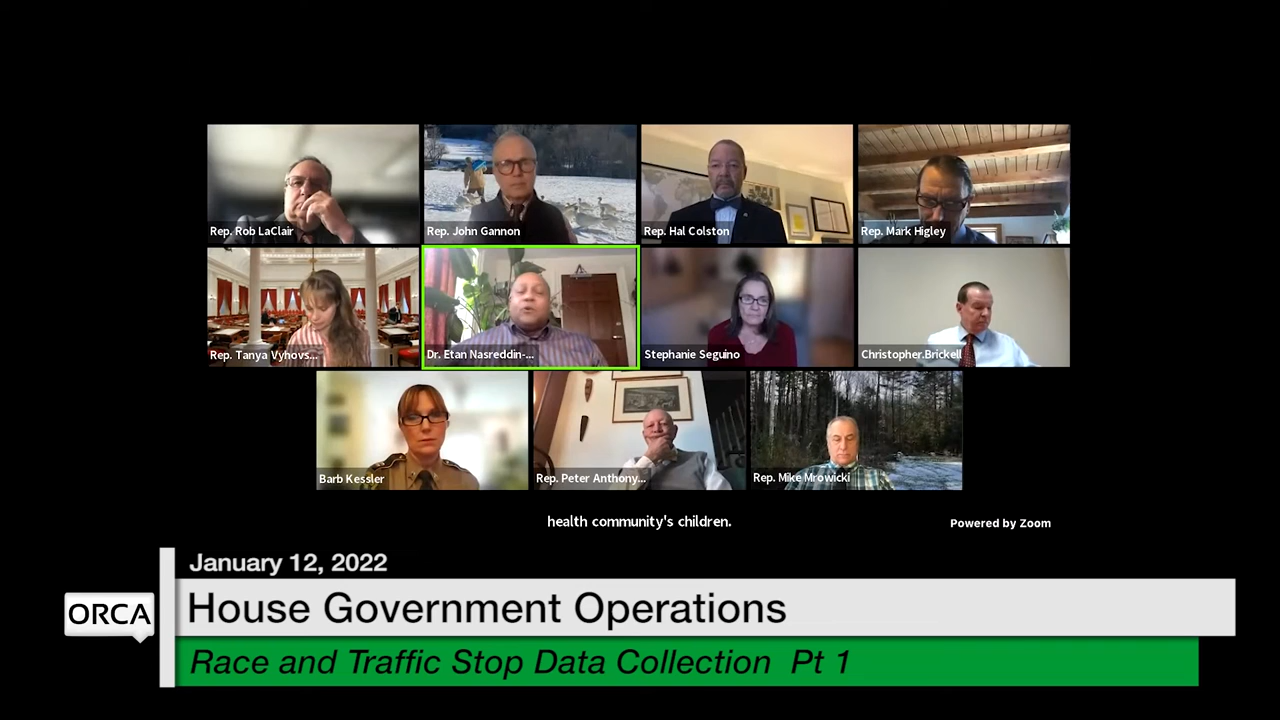 Rep. Rob LaClair
Rep. John Gannon
Rep. Hal Colston
Rep. Mark Higley
Rep. Tanya Vyhovs...
Dr. Etan Nasreddin-...
Stephanie Seguino
Christopher.Brickell
Barb Kessler
Rep. Peter Anthony...
Rep. Mike Mrowicki
health community's children.
Powered by Zoom
January 12, 2022
ORCA
House Government Operations
Race and Traffic Stop Data Collection Pt 1